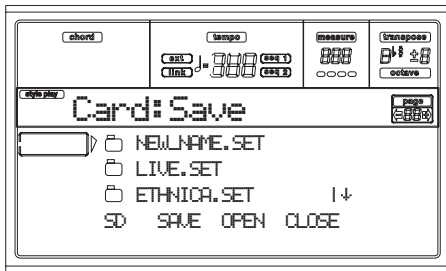 chord tempo measure transpose
ext seq 1
link seq 2
octave
style play Card:Save page
NEW_NAME.SET
LIVE.SET
ETHNICA.SET
SD SAVE OPEN CLOSE